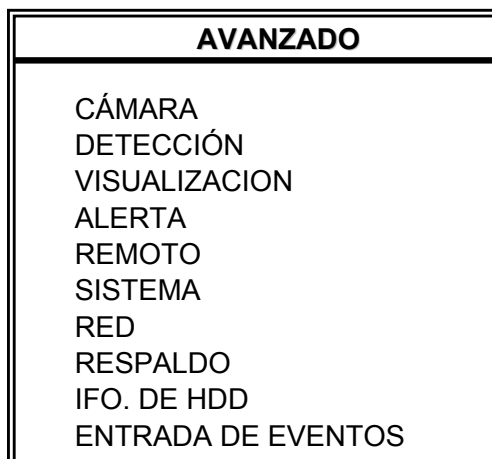 AVANZADO
CÁMARA
DETECCIÓN
VISUALIZACION
ALERTA
REMOTO
SISTEMA
RED
RESPALDO
IFO. DE HDD
ENTRADA DE EVENTOS